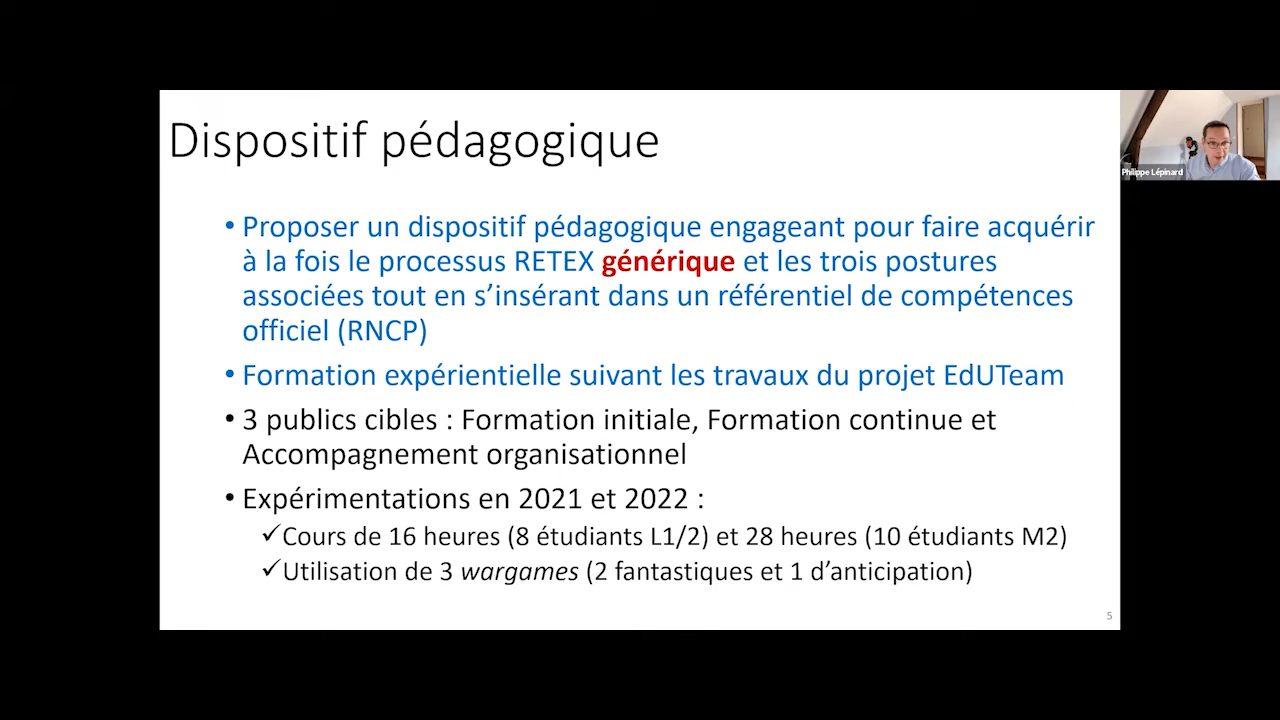 Dispositif pédagogique
• Proposer un dispositif pédagogique engageant pour faire acquérir
à la fois le processus RETEX générique et les trois postures
associées tout en s’insérant dans un référentiel de compétences
officiel (RNCP)
• Formation expérientielle suivant les travaux du projet EdUTeam
• 3 publics cibles : Formation initiale, Formation continue et
Accompagnement organisationnel
• Expérimentations en 2021 et 2022 :
✓Cours de 16 heures (8 étudiants L1/2) et 28 heures (10 étudiants M2)
✓Utilisation de 3 wargames (2 fantastiques et 1 d’anticipation)
5
Philippe Lépinard